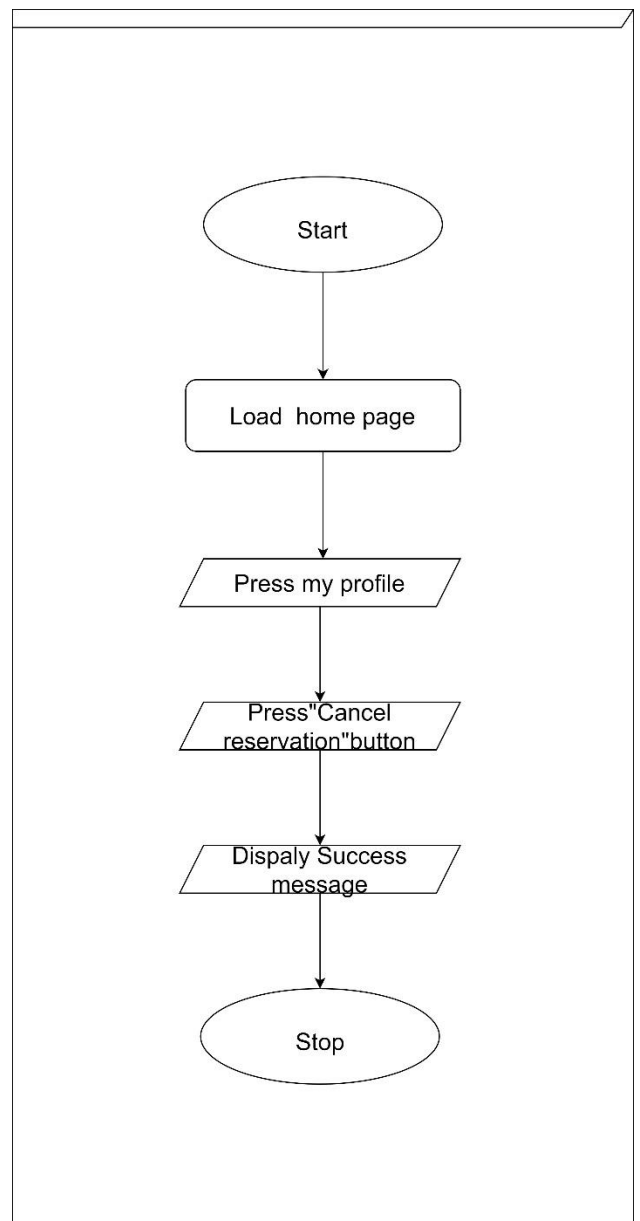 Start
Load  home page
Press my profile
Press"Cancel
reservation"button
Dispaly Success
message
Stop